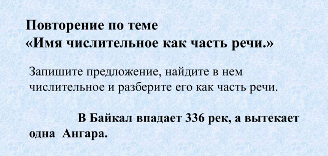 Повторение по теме
«Имя числительное как часть речи.»
Запишите предложение, найдите в нем
числительное и разберите его как часть речи.
В Байкал впадает 336 рек, а вытекает
одна Ангара.